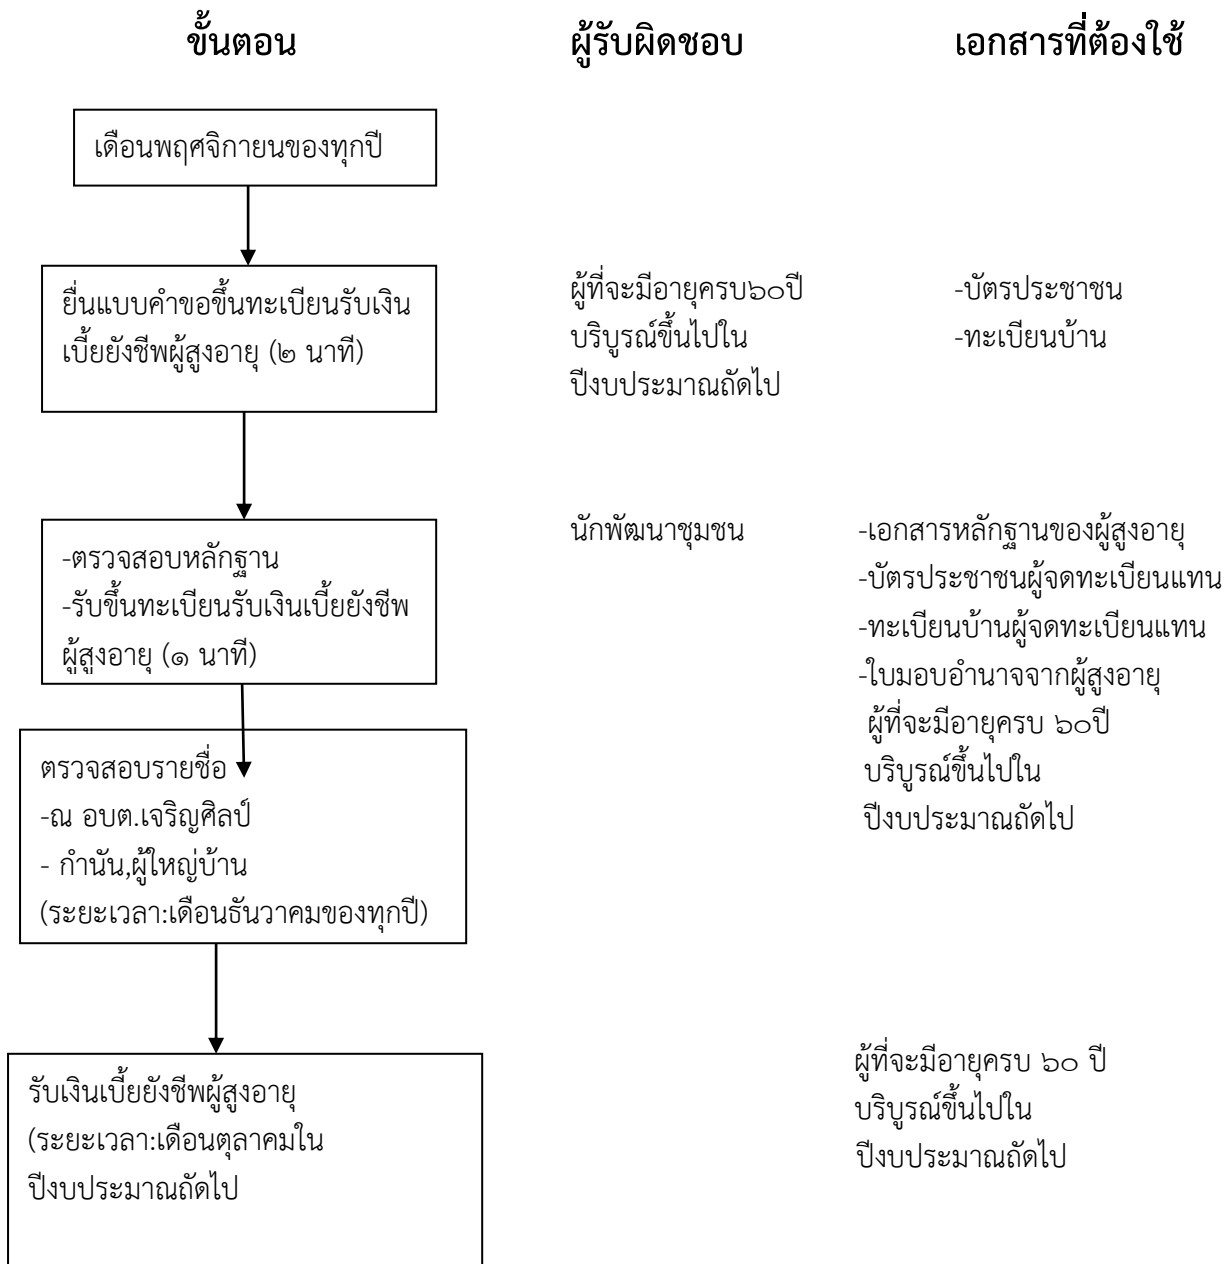 ขั้นตอน ผู้รับผิดชอบ เอกสารที่ต้องใช้
เดือนพฤศจิกายนของทุกปี
ยื่นแบบคำขอขึ้นทะเบียนรับเงิน
เบี้ยยังชีพผู้สูงอายุ (๒ นาที)
ผู้ที่จะมีอายุครบ๖๐ปี
บริบูรณ์ขึ้นไปใน
ปีงบประมาณถัดไป
-บัตรประชาชน
-ทะเบียนบ้าน
-ตรวจสอบหลักฐาน
-รับขึ้นทะเบียนรับเงินเบี้ยยังชีพ
ผู้สูงอายุ (๑ นาที)
นักพัฒนาชุมชน
-เอกสารหลักฐานของผู้สูงอายุ
-บัตรประชาชนผู้จดทะเบียนแทน
-ทะเบียนบ้านผู้จดทะเบียนแทน
-ใบมอบอำนาจจากผู้สูงอายุ
ผู้ที่จะมีอายุครบ ๖๐ปี
บริบูรณ์ขึ้นไปใน
ปีงบประมาณถัดไป
ตรวจสอบรายชื่อ
-ณ อบต.เจริญศิลป์
- กำนัน,ผู้ใหญ่บ้าน
(ระยะเวลา:เดือนธันวาคมของทุกปี)
รับเงินเบี้ยยังชีพผู้สูงอายุ
(ระยะเวลา:เดือนตุลาคมใน
ปีงบประมาณถัดไป
ผู้ที่จะมีอายุครบ ๖๐ ปี
บริบูรณ์ขึ้นไปใน
ปีงบประมาณถัดไป